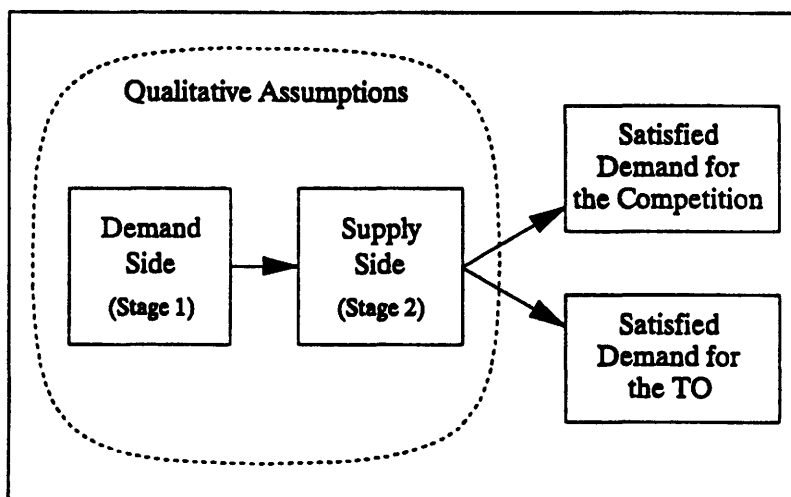 Qualitative Assumptions
Demand
Side
(Stage 1)
Supply
Side
(Stage 2)
Satisfied
Demand for
the Competition
Satisfied
Demand for
the TO